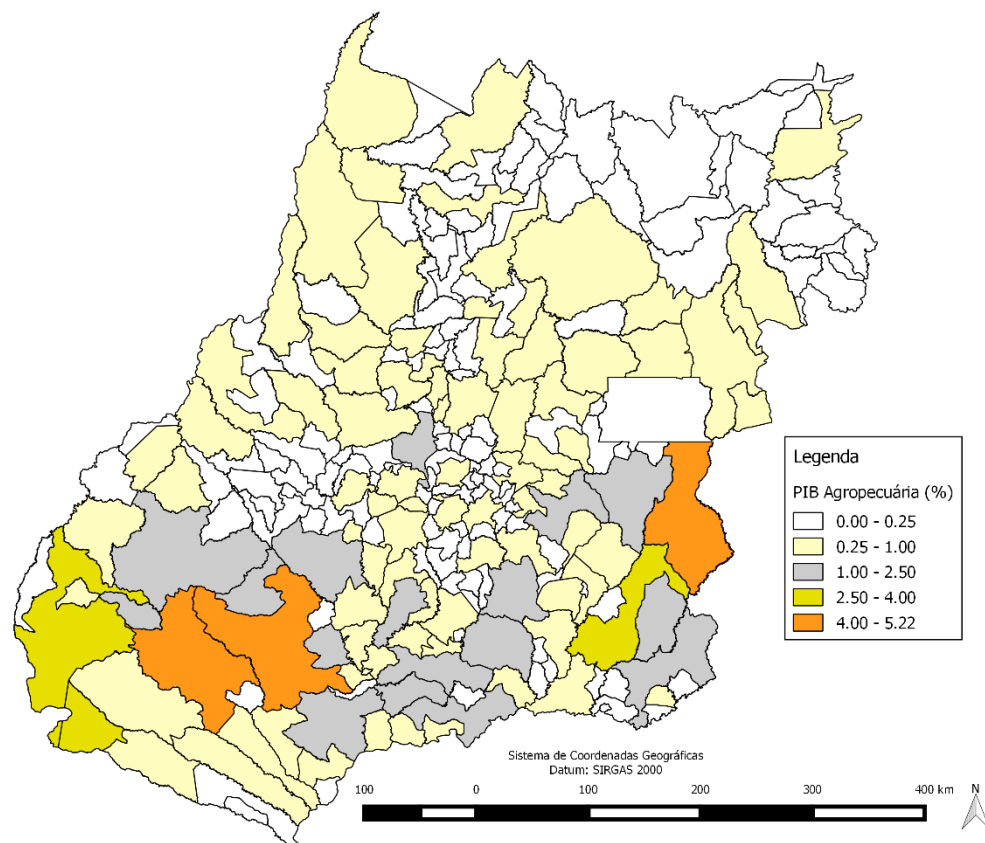 Legenda
PIB Agropecuária (%)
0.00 - 0.25
0.25 - 1.00
1.00 - 2.50
2.50 - 4.00
4.00 - 5.22
Sistema de Coordenadas Geográficas
Datum: SIRGAS 2000
100 0 100 200 300 400 km
N